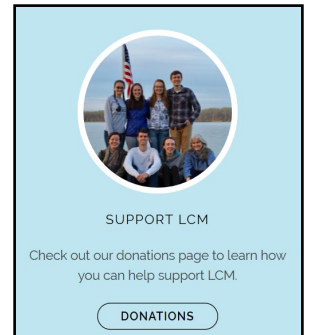 SUPPORT LCM
Check out our donations page to learn how
you can help support LCM.
DONATIONS